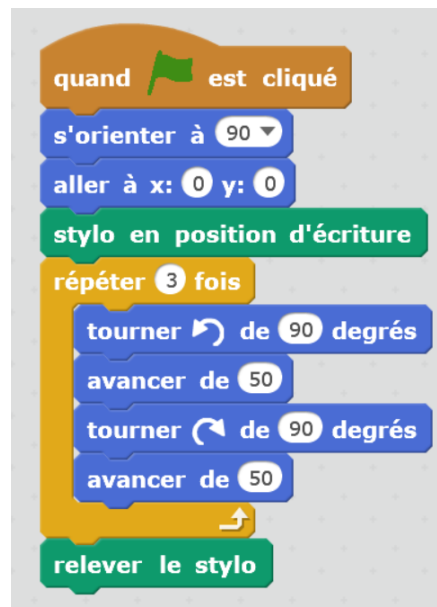 quand est cliqué
s'orienter à 90
aller à x: 0 y: 0
stylo en position d'écriture
répéter 3 fois
tourner de 90 degrés
avancer de 50
tourner de 90 degrés
avancer de 50
relever le stylo